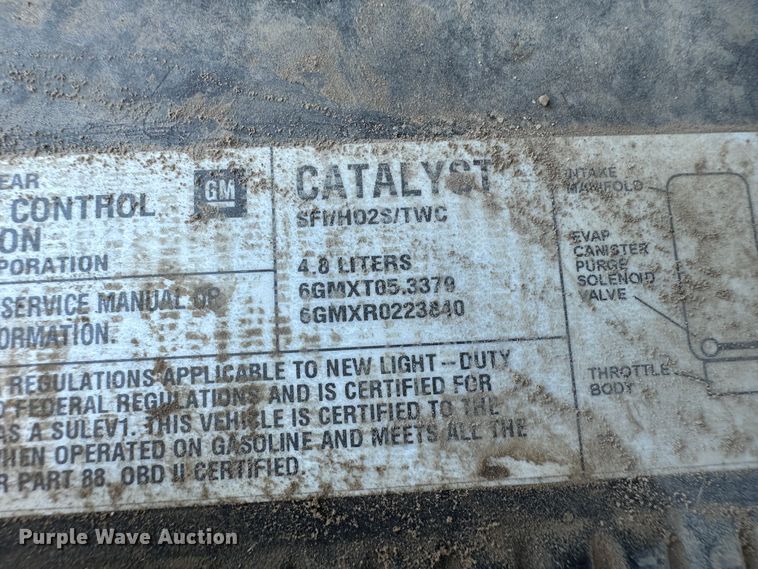 EAR
CONTROL
ON
PORATION
GM
SERVICE MANUAL OR
FORMATION.
CATALYST
SFI/HO2S/TWC
4.8 LITERS
6GMXT05.3379
6GMXR0223840
REGULATIONS APPLICABLE TO NEW LIGHT-DUTY
FEDERAL REGULATIONS AND IS CERTIFIED FOR
AS A SULEV1. THIS VEHICLE IS CERTIFIED TO THE
WHEN OPERATED ON GASOLINE AND MEETS ALL THE
R PART 88. OBD II CERTIFIED.
INTAKE
MANIFOLD
EVAP
CANISTER
PURGE
SOLENOID
VALVE
THROTTLE
BODY
Purple Wave Auction